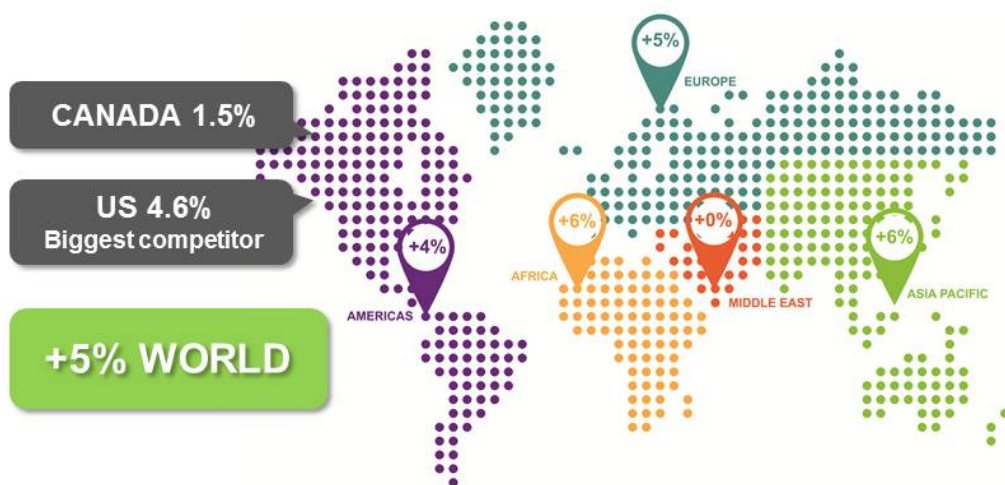 CANADA 1.5%
US 4.6%
Biggest competitor
+5% WORLD
+4%
AMERICAS
+5%
EUROPE
+6%
AFRICA
+0%
MIDDLE EAST
+6%
ASIA PACIFIC